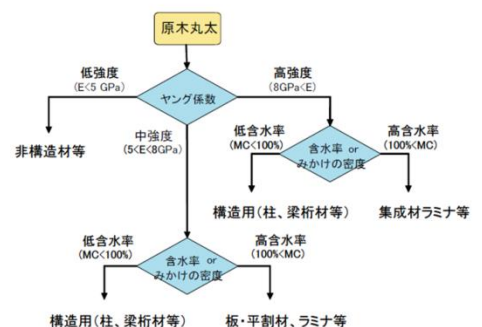 原木丸太
低強度
(E<5 GPa)
高強度
(8GPa<E)
ヤング係数
中強度
(5<E<8GPa)
非構造材等
低含水率
(MC<100%)
高含水率
(100%<MC)
含水率 or
みかけの密度
構造用(柱、梁桁材等)
集成材ラミナ等
低含水率
(MC<100%)
高含水率
(100%<MC)
含水率 or
みかけの密度
構造用(柱、梁桁材等)
板・平割材、ラミナ等